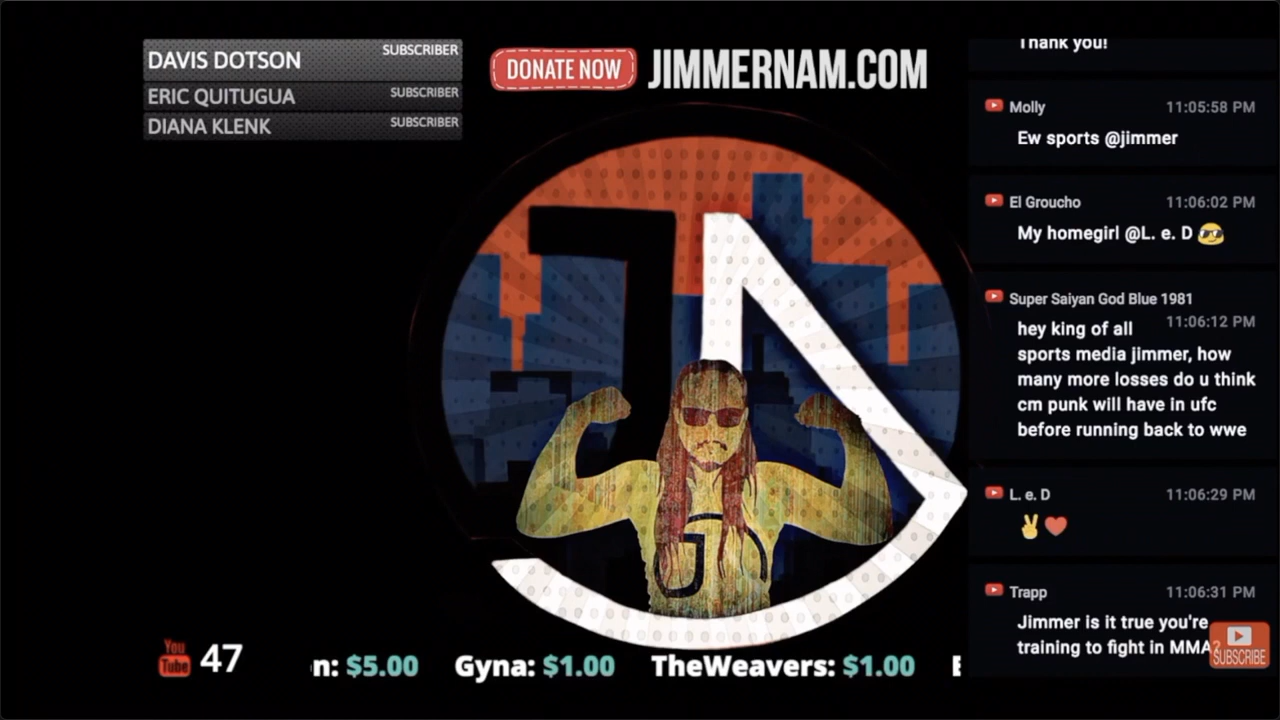 DAVIS DOTSON SUBSCRIBER
ERIC QUITUGUA SUBSCRIBER
DIANA KLENK SUBSCRIBER
DONATE NOW JIMMERNAM.COM
Thank you!
Molly 11:05:58 PM
Ew sports @jimmer
El Groucho 11:06:02 PM
My homegirl @L. e. D 😎
Super Saiyan God Blue 1981
11:06:12 PM
hey king of all
sports media jimmer, how
many more losses do u think
cm punk will have in ufc
before running back to wwe
L. e. D 11:06:29 PM
✌️❤️
Trapp 11:06:31 PM
Jimmer is it true you're
training to fight in MMA?
SUBSCRIBE
You Tube 47
n: $5.00 Gyna: $1.00 TheWeavers: $1.00